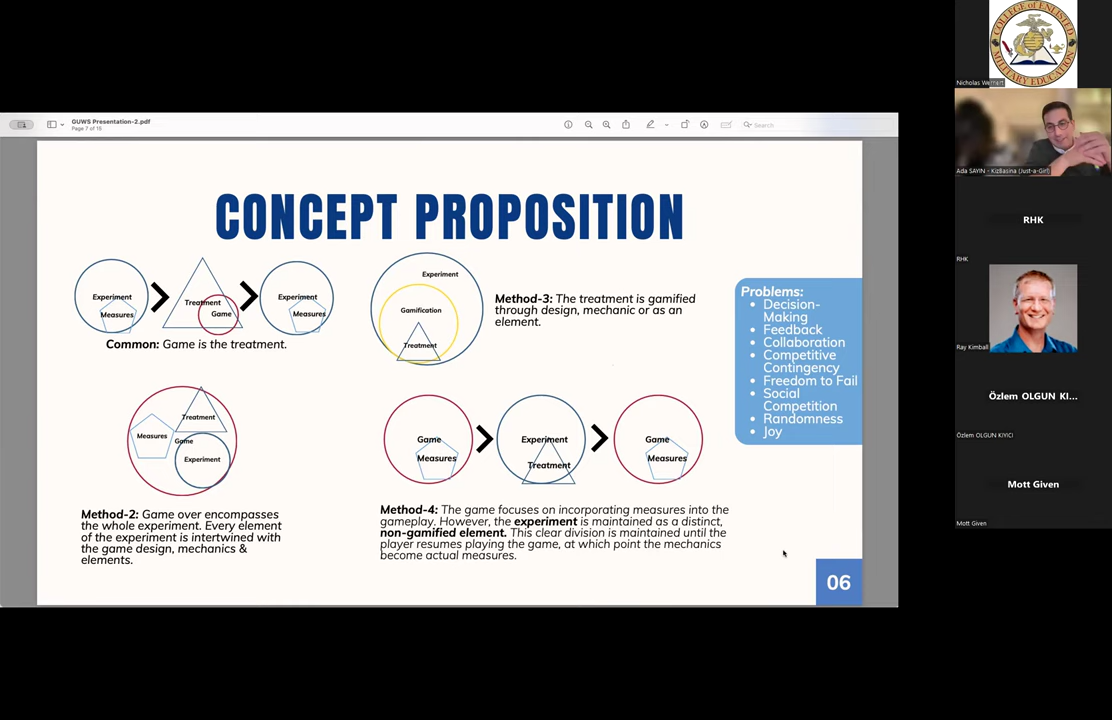 GUWS Presentation-2.pdf
Page 7 of 15
Search
CONCEPT PROPOSITION
Experiment
Measures
Treatment
Game
Experiment
Measures
Common: Game is the treatment.
Experiment
Gamification
Treatment
Method-3: The treatment is gamified
through design, mechanic or as an
element.
Problems:
Decision-
Making
Feedback
Collaboration
Competitive
Contingency
Freedom to Fail
Social
Competition
Randomness
Joy
Treatment
Measures
Game
Experiment
Method-2: Game over encompasses
the whole experiment. Every element
of the experiment is intertwined with
the game design, mechanics &
elements.
Game
Measures
Experiment
Treatment
Game
Measures
Method-4: The game focuses on incorporating measures into the
gameplay. However, the experiment is maintained as a distinct,
non-gamified element. This clear division is maintained until the
player resumes playing the game, at which point the mechanics
become actual measures.
06
COLLEGE of ENLISTED
MILITARY EDUCATION
Ada SAYIN - KizBasina (Just-a-Girl)
RHK
RHK
Ray Kimball
Özlem OLGUN KI...
Özlem OLGUN KIYICI
Mott Given
Mott Given